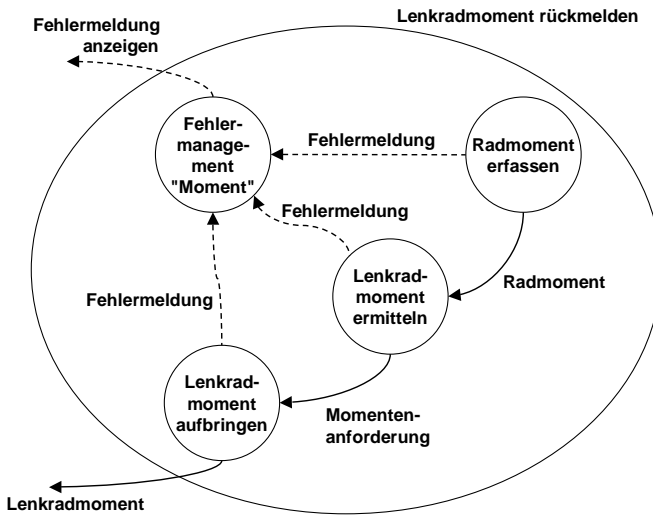 Lenkradmoment rückmelden
Fehlermeldung
anzeigen
Fehler-
manage-
ment
"Moment"
Fehlermeldung
Radmoment
erfassen
Fehlermeldung
Lenkrad-
moment
ermitteln
Radmoment
Fehlermeldung
Lenkrad-
moment
aufbringen
Momenten-
anforderung
Lenkradmoment